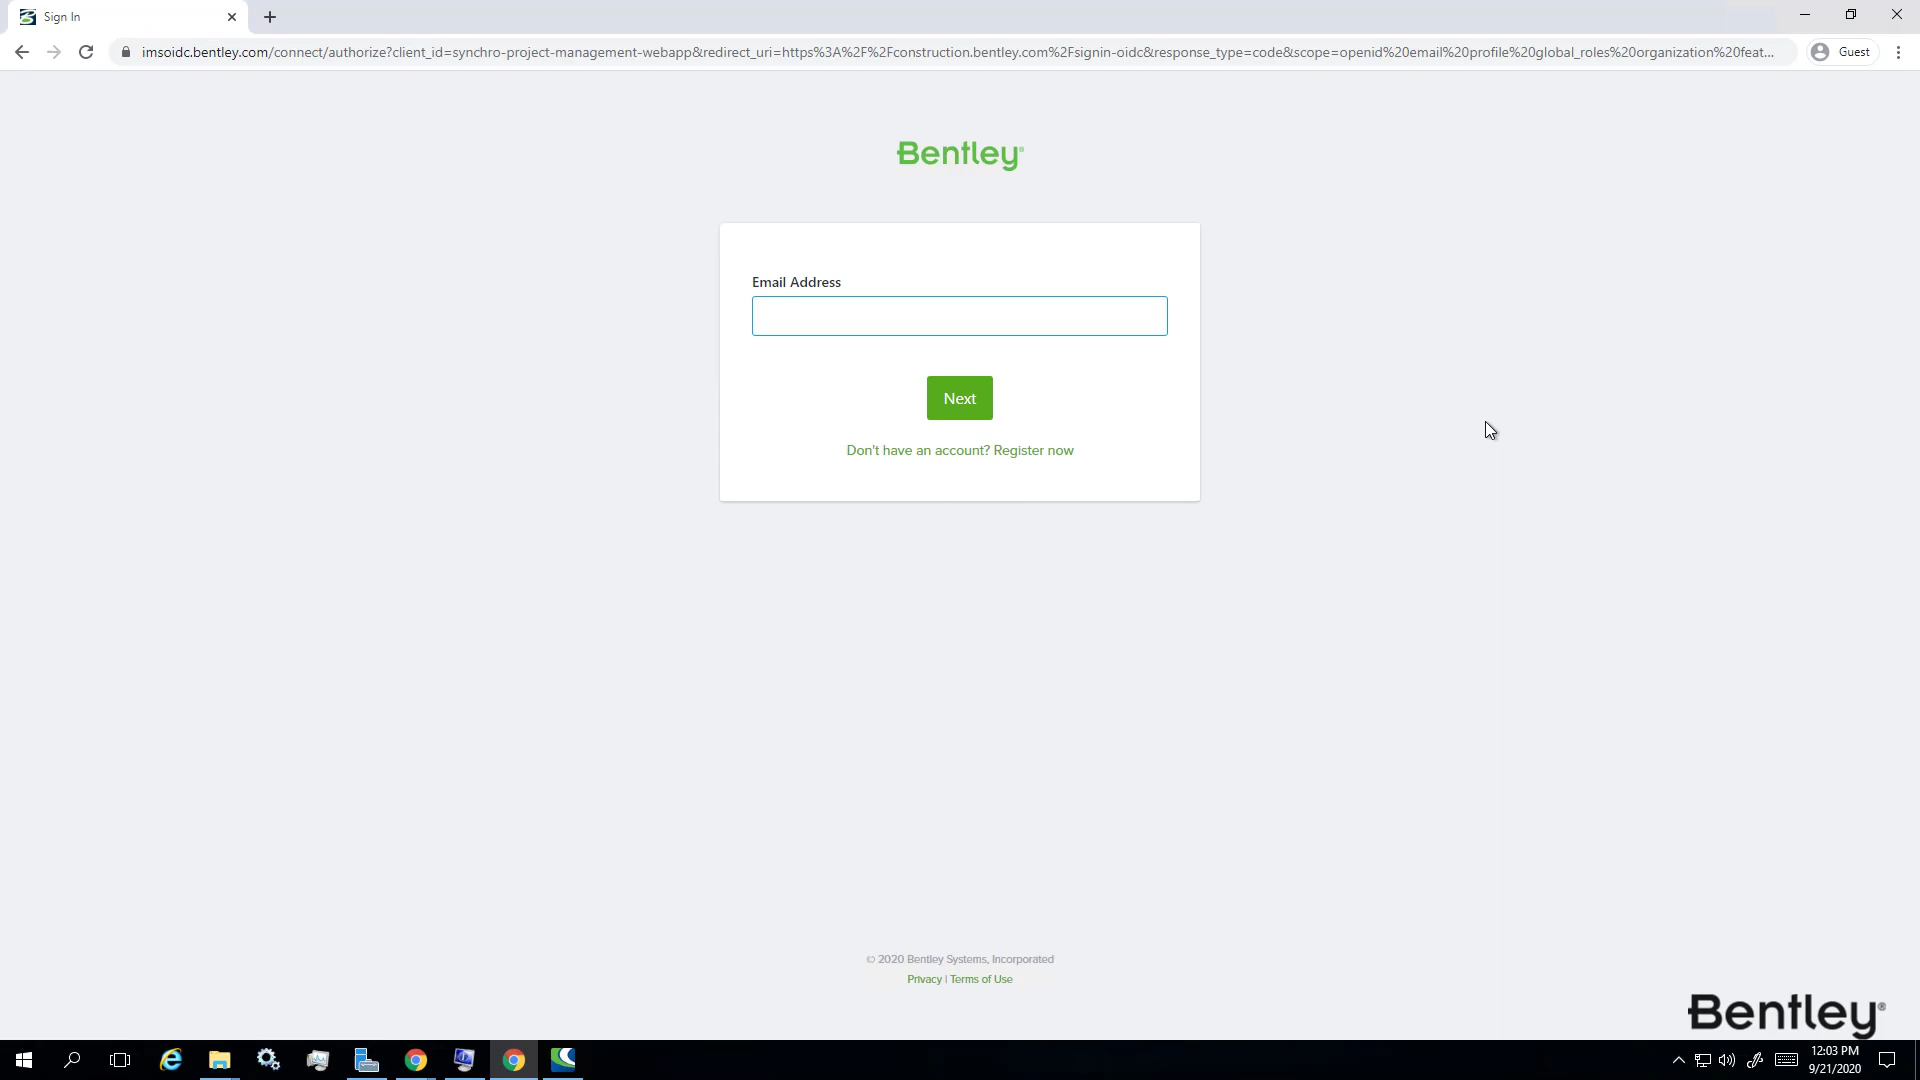 Sign In
imsoidc.bentley.com/connect/authorize?client_id=synchro-project-management-webapp&redirect_uri=https%3A%2F%2Fconstruction.bentley.com%2Fsignin-oidc&response_type=code&scope=openid%20email%20profile%20global_roles%20organization%20feat...
Guest
Bentley®
Email Address
Next
Don't have an account? Register now
© 2020 Bentley Systems, Incorporated
Privacy | Terms of Use
Bentley®
12:03 PM
9/21/2020